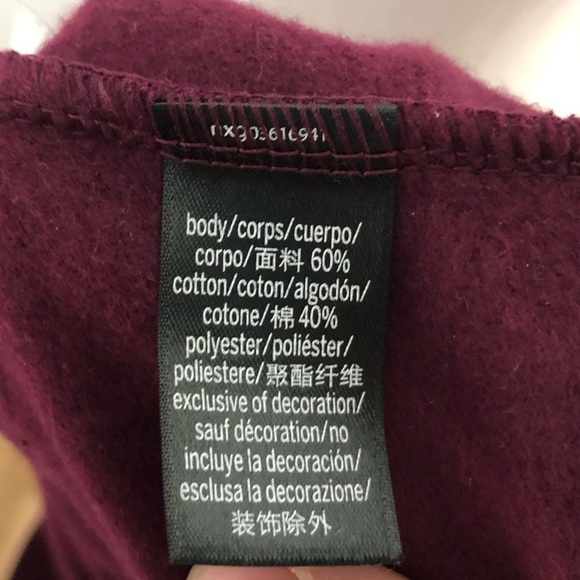 body/corps/cuerpo/
corpo/面料 60%
cotton/coton/algodón/
cotone/棉 40%
polyester/poliéster/
poliestere/聚酯纤维
exclusive of decoration/
sauf décoration/no
incluye la decoración/
esclusa la decorazione/
装饰除外